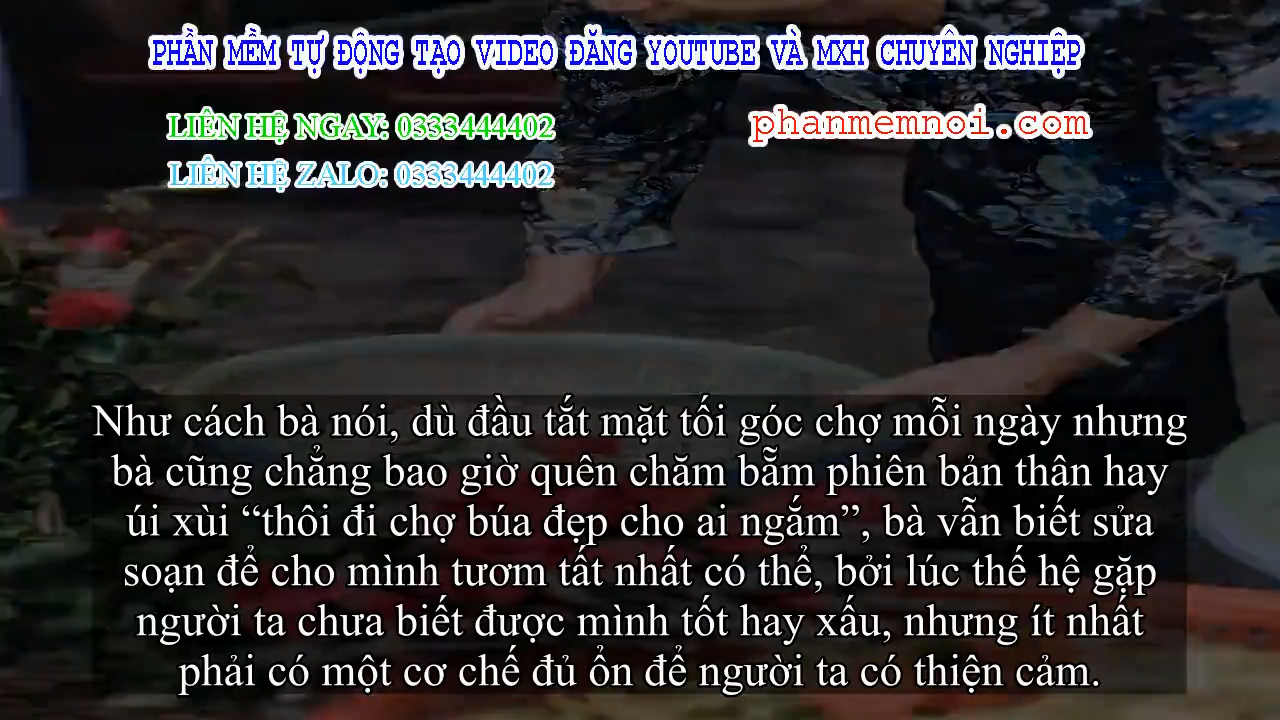 PHẦN MỀM TỰ ĐỘNG TẠO VIDEO ĐĂNG YOUTUBE VÀ MXH CHUYÊN NGHIỆP
LIÊN HỆ NGAY: 0333444402
phanmemnoi.com
LIÊN HỆ ZALO: 0333444402
Như cách bà nói, dù đầu tắt mặt tối góc chợ mỗi ngày nhưng
bà cũng chẳng bao giờ quên chăm bẵm phiên bản thân hay
úi xùi “thôi đi chợ búa đẹp cho ai ngắm”, bà vẫn biết sửa
soạn để cho mình tươm tất nhất có thể, bởi lúc thế hệ gặp
người ta chưa biết được mình tốt hay xấu, nhưng ít nhất
phải có một cơ chế đủ ổn để người ta có thiện cảm.